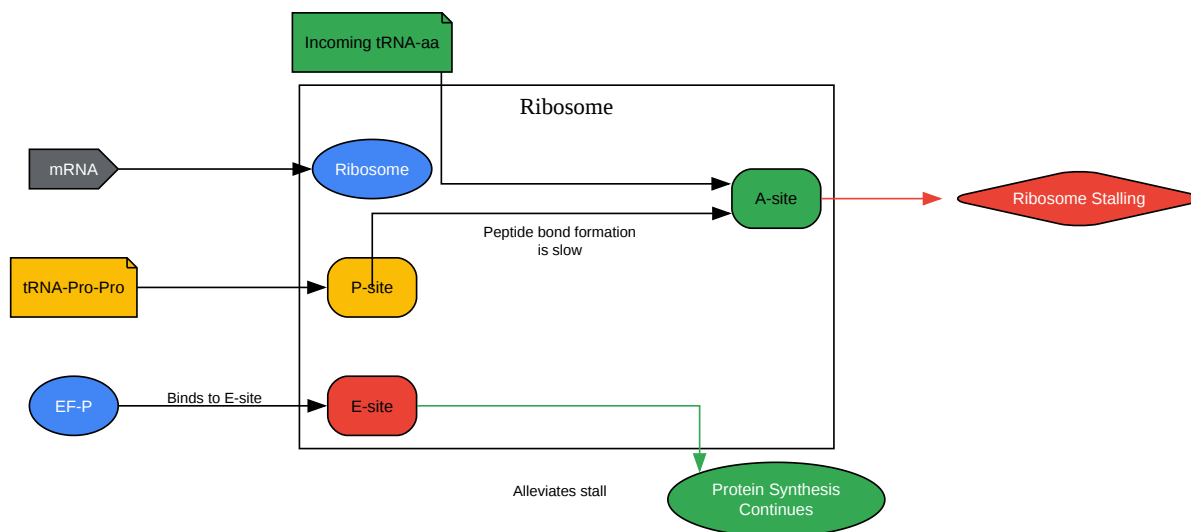 Incoming tRNA-aa
Ribosome
mRNA
Ribosome
A-site
Ribosome Stalling
Peptide bond formation
is slow
tRNA-Pro-Pro
P-site
EF-P
Binds to E-site
E-site
Alleviates stall
Protein Synthesis
Continues